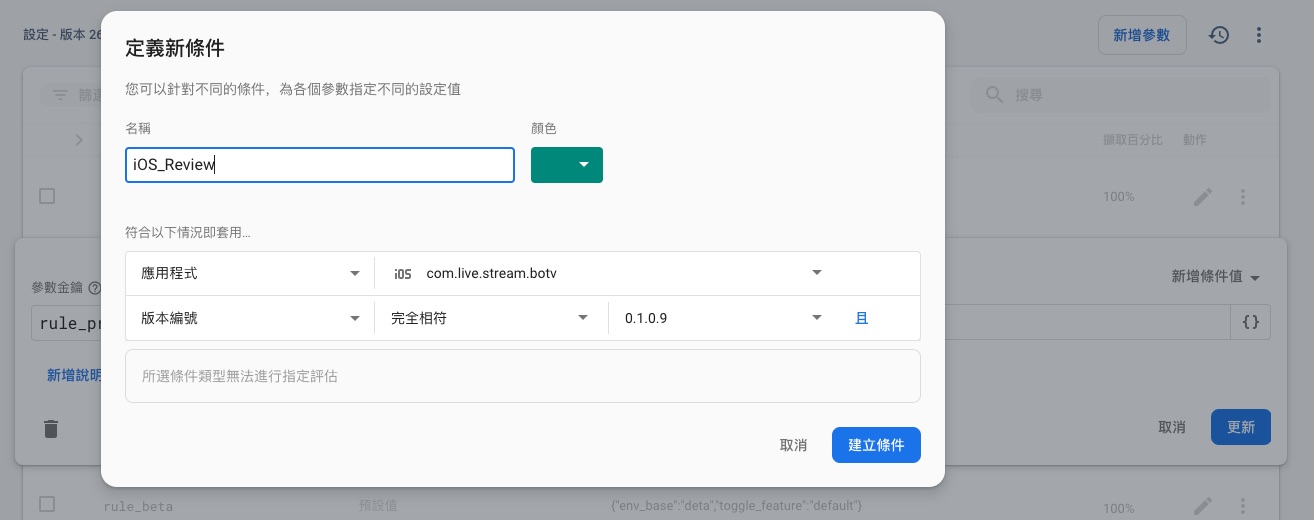 設定 - 版本 26
新增參數
定義新條件
您可以針對不同的條件，為各個參數指定不同的設定值
名稱
顏色
iOS_Review
搜尋
擷取百分比
動作
100%
符合以下情況即套用...
應用程式
iOS
com.live.stream.botv
版本編號
完全相符
0.1.0.9
且
所選條件類型無法進行指定評估
參數金鑰
新增條件值
rule_pr
{}
新增說明
取消
建立條件
取消
更新
rule_beta
預設值
{"env_base":"deta","toggle_feature":"default"}
100%